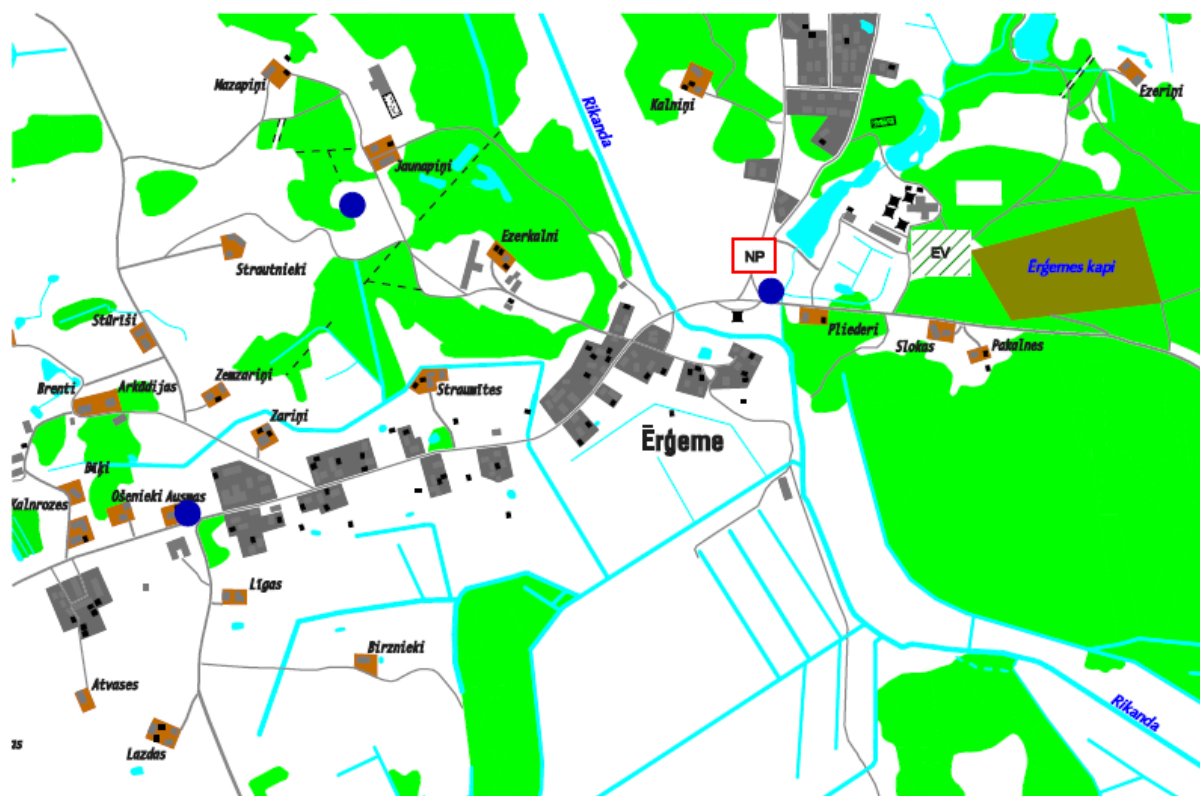 Mazapiņi
Rikanda
Kalniņi
Ezeriņi
Jaunapiņi
Ezerkalni
Strautnieki
NP
EV
Ērģemes kapi
Stūrīši
Pliederi
Slokas
Pakalnes
Brenti
Arkādijas
Zemzariņi
Straumītes
Zariņi
Ērģeme
Būķi
Kalnrozes
Ošenieki Ausmas
Līgas
Birznieki
Atvases
Rikanda
Lazdas